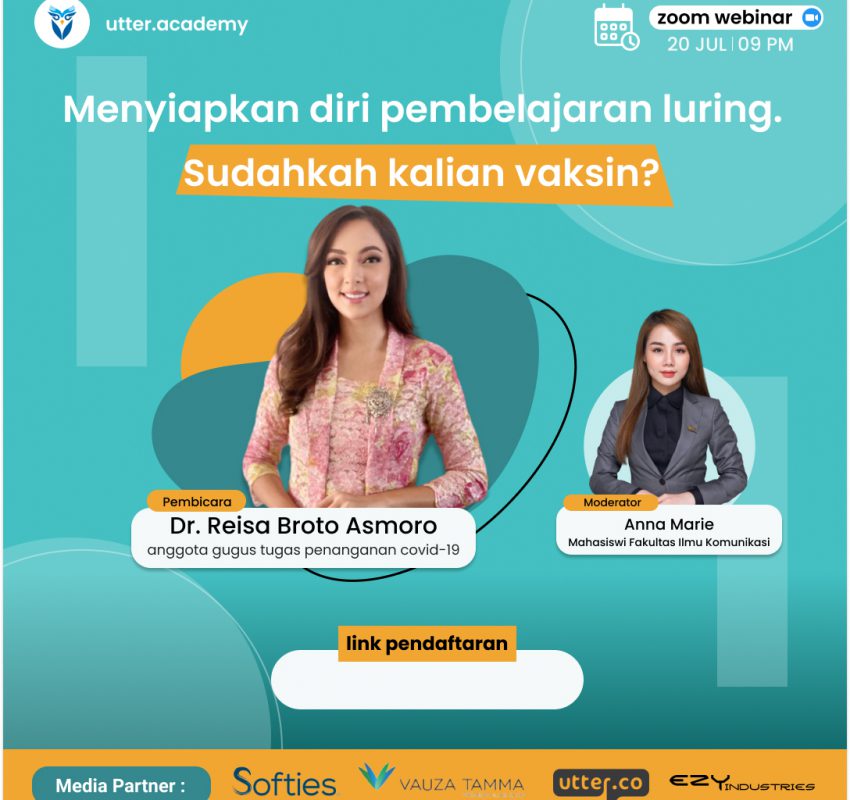 utter.academy
zoom webinar
20 JUL | 09 PM
Menyiapkan diri pembelajaran luring.
Sudahkah kalian vaksin?
Pembicara
Dr. Reisa Broto Asmoro
anggota gugus tugas penanganan covid-19
Moderator
Anna Marie
Mahasiswi Fakultas Ilmu Komunikasi
link pendaftaran
Media Partner :
Softies
VAUZA TAMMA
utter.co
EZY INDUSTRIES